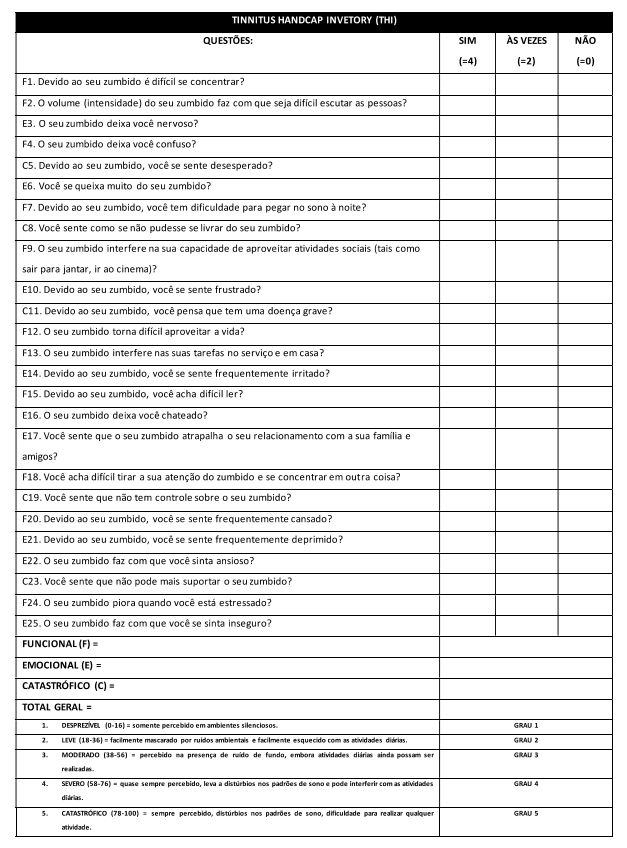 TINNITUS HANDCAP INVETORY (THI)
QUESTÕES: SIM ÀS VEZES NÃO
(=4) (=2) (=0)
F1. Devido ao seu zumbido é difícil se concentrar?
F2. O volume (intensidade) do seu zumbido faz com que seja difícil escutar as pessoas?
E3. O seu zumbido deixa você nervoso?
F4. O seu zumbido deixa você confuso?
C5. Devido ao seu zumbido, você se sente desesperado?
E6. Você se queixa muito do seu zumbido?
F7. Devido ao seu zumbido, você tem dificuldade para pegar no sono à noite?
C8. Você sente como se não pudesse se livrar do seu zumbido?
F9. O seu zumbido interfere na sua capacidade de aproveitar atividades sociais (tais como
sair para jantar, ir ao cinema)?
E10. Devido ao seu zumbido, você se sente frustrado?
C11. Devido ao seu zumbido, você pensa que tem uma doença grave?
F12. O seu zumbido torna difícil aproveitar a vida?
F13. O seu zumbido interfere nas suas tarefas no serviço e em casa?
E14. Devido ao seu zumbido, você se sente frequentemente irritado?
F15. Devido ao seu zumbido, você acha difícil ler?
E16. O seu zumbido deixa você chateado?
E17. Você sente que o seu zumbido atrapalha o seu relacionamento com a sua família e
amigos?
F18. Você acha difícil tirar a sua atenção do zumbido e se concentrar em outra coisa?
C19. Você sente que não tem controle sobre o seu zumbido?
F20. Devido ao seu zumbido, você se sente frequentemente cansado?
E21. Devido ao seu zumbido, você se sente frequentemente deprimido?
E22. O seu zumbido faz com que você sinta ansioso?
C23. Você sente que não pode mais suportar o seu zumbido?
F24. O seu zumbido piora quando você está estressado?
E25. O seu zumbido faz com que você se sinta inseguro?
FUNCIONAL (F) =
EMOCIONAL (E) =
CATASTRÓFICO (C) =
TOTAL GERAL =
1. DESPREZÍVEL (0-16) = somente percebido em ambientes silenciosos. GRAU 1
2. LEVE (18-36) = facilmente mascarado por ruídos ambientais e facilmente esquecido com as atividades diárias. GRAU 2
3. MODERADO (38-56) = percebido na presença de ruído de fundo, embora atividades diárias ainda possam ser GRAU 3
realizadas.
4. SEVERO (58-76) = quase sempre percebido, leva a distúrbios nos padrões de sono e pode interferir com as atividades GRAU 4
diárias.
5. CATASTRÓFICO (78-100) = sempre percebido, distúrbios nos padrões de sono, dificuldade para realizar qualquer GRAU 5
atividade.